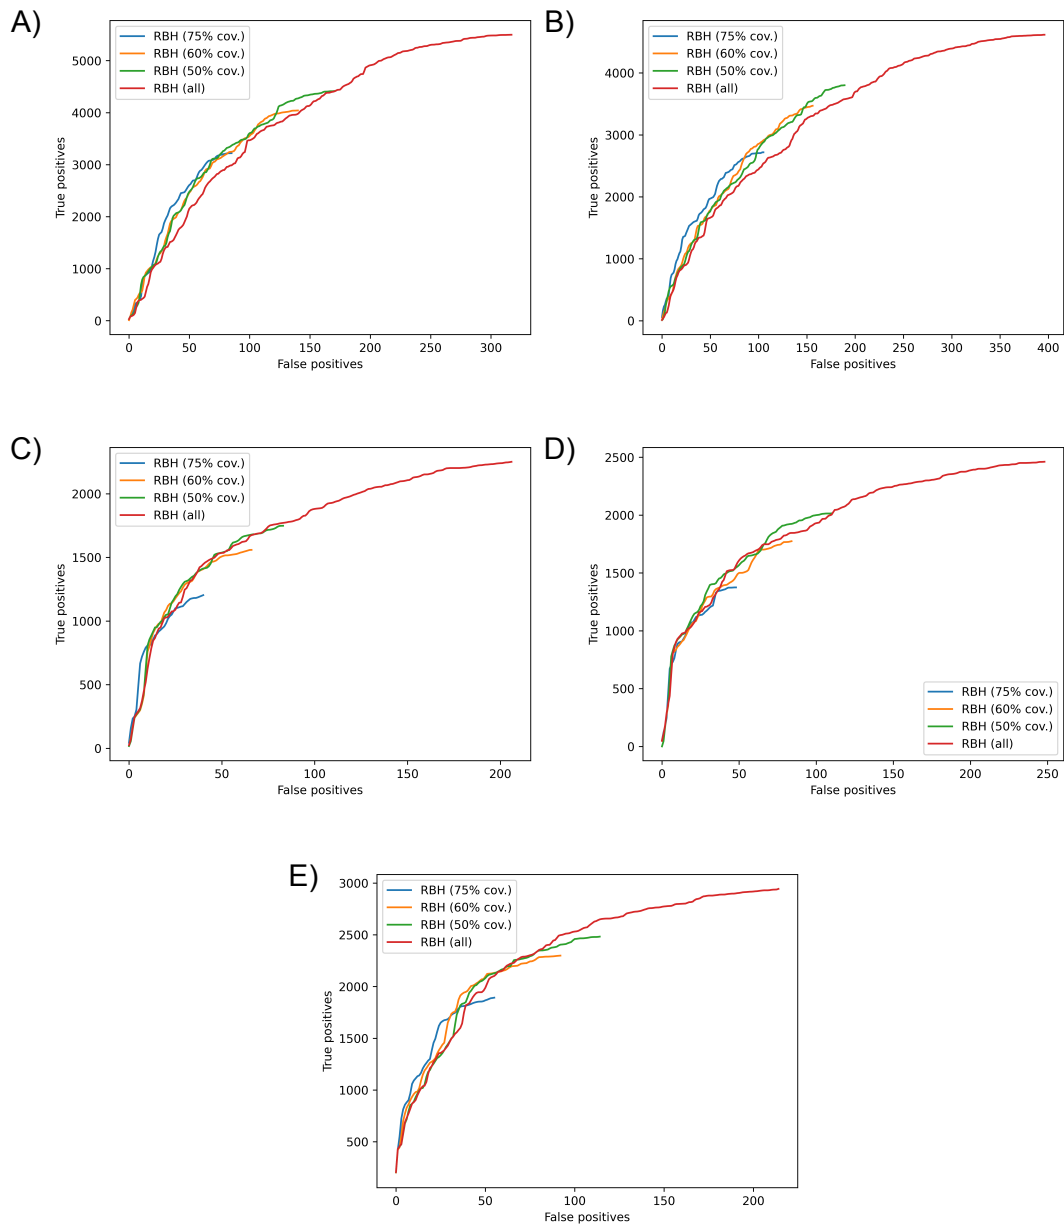 A)
RBH (75% cov.)
RBH (60% cov.)
RBH (50% cov.)
RBH (all)
True positives
5000
4000
3000
2000
1000
0
0 50 100 150 200 250 300
False positives
B)
RBH (75% cov.)
RBH (60% cov.)
RBH (50% cov.)
RBH (all)
True positives
4000
3000
2000
1000
0
0 50 100 150 200 250 300 350 400
False positives
C)
RBH (75% cov.)
RBH (60% cov.)
RBH (50% cov.)
RBH (all)
True positives
2000
1500
1000
500
0
0 50 100 150 200
False positives
D)
True positives
2500
2000
1500
1000
500
0
RBH (75% cov.)
RBH (60% cov.)
RBH (50% cov.)
RBH (all)
0 50 100 150 200 250
False positives
E)
RBH (75% cov.)
RBH (60% cov.)
RBH (50% cov.)
RBH (all)
True positives
3000
2500
2000
1500
1000
500
0 50 100 150 200
False positives